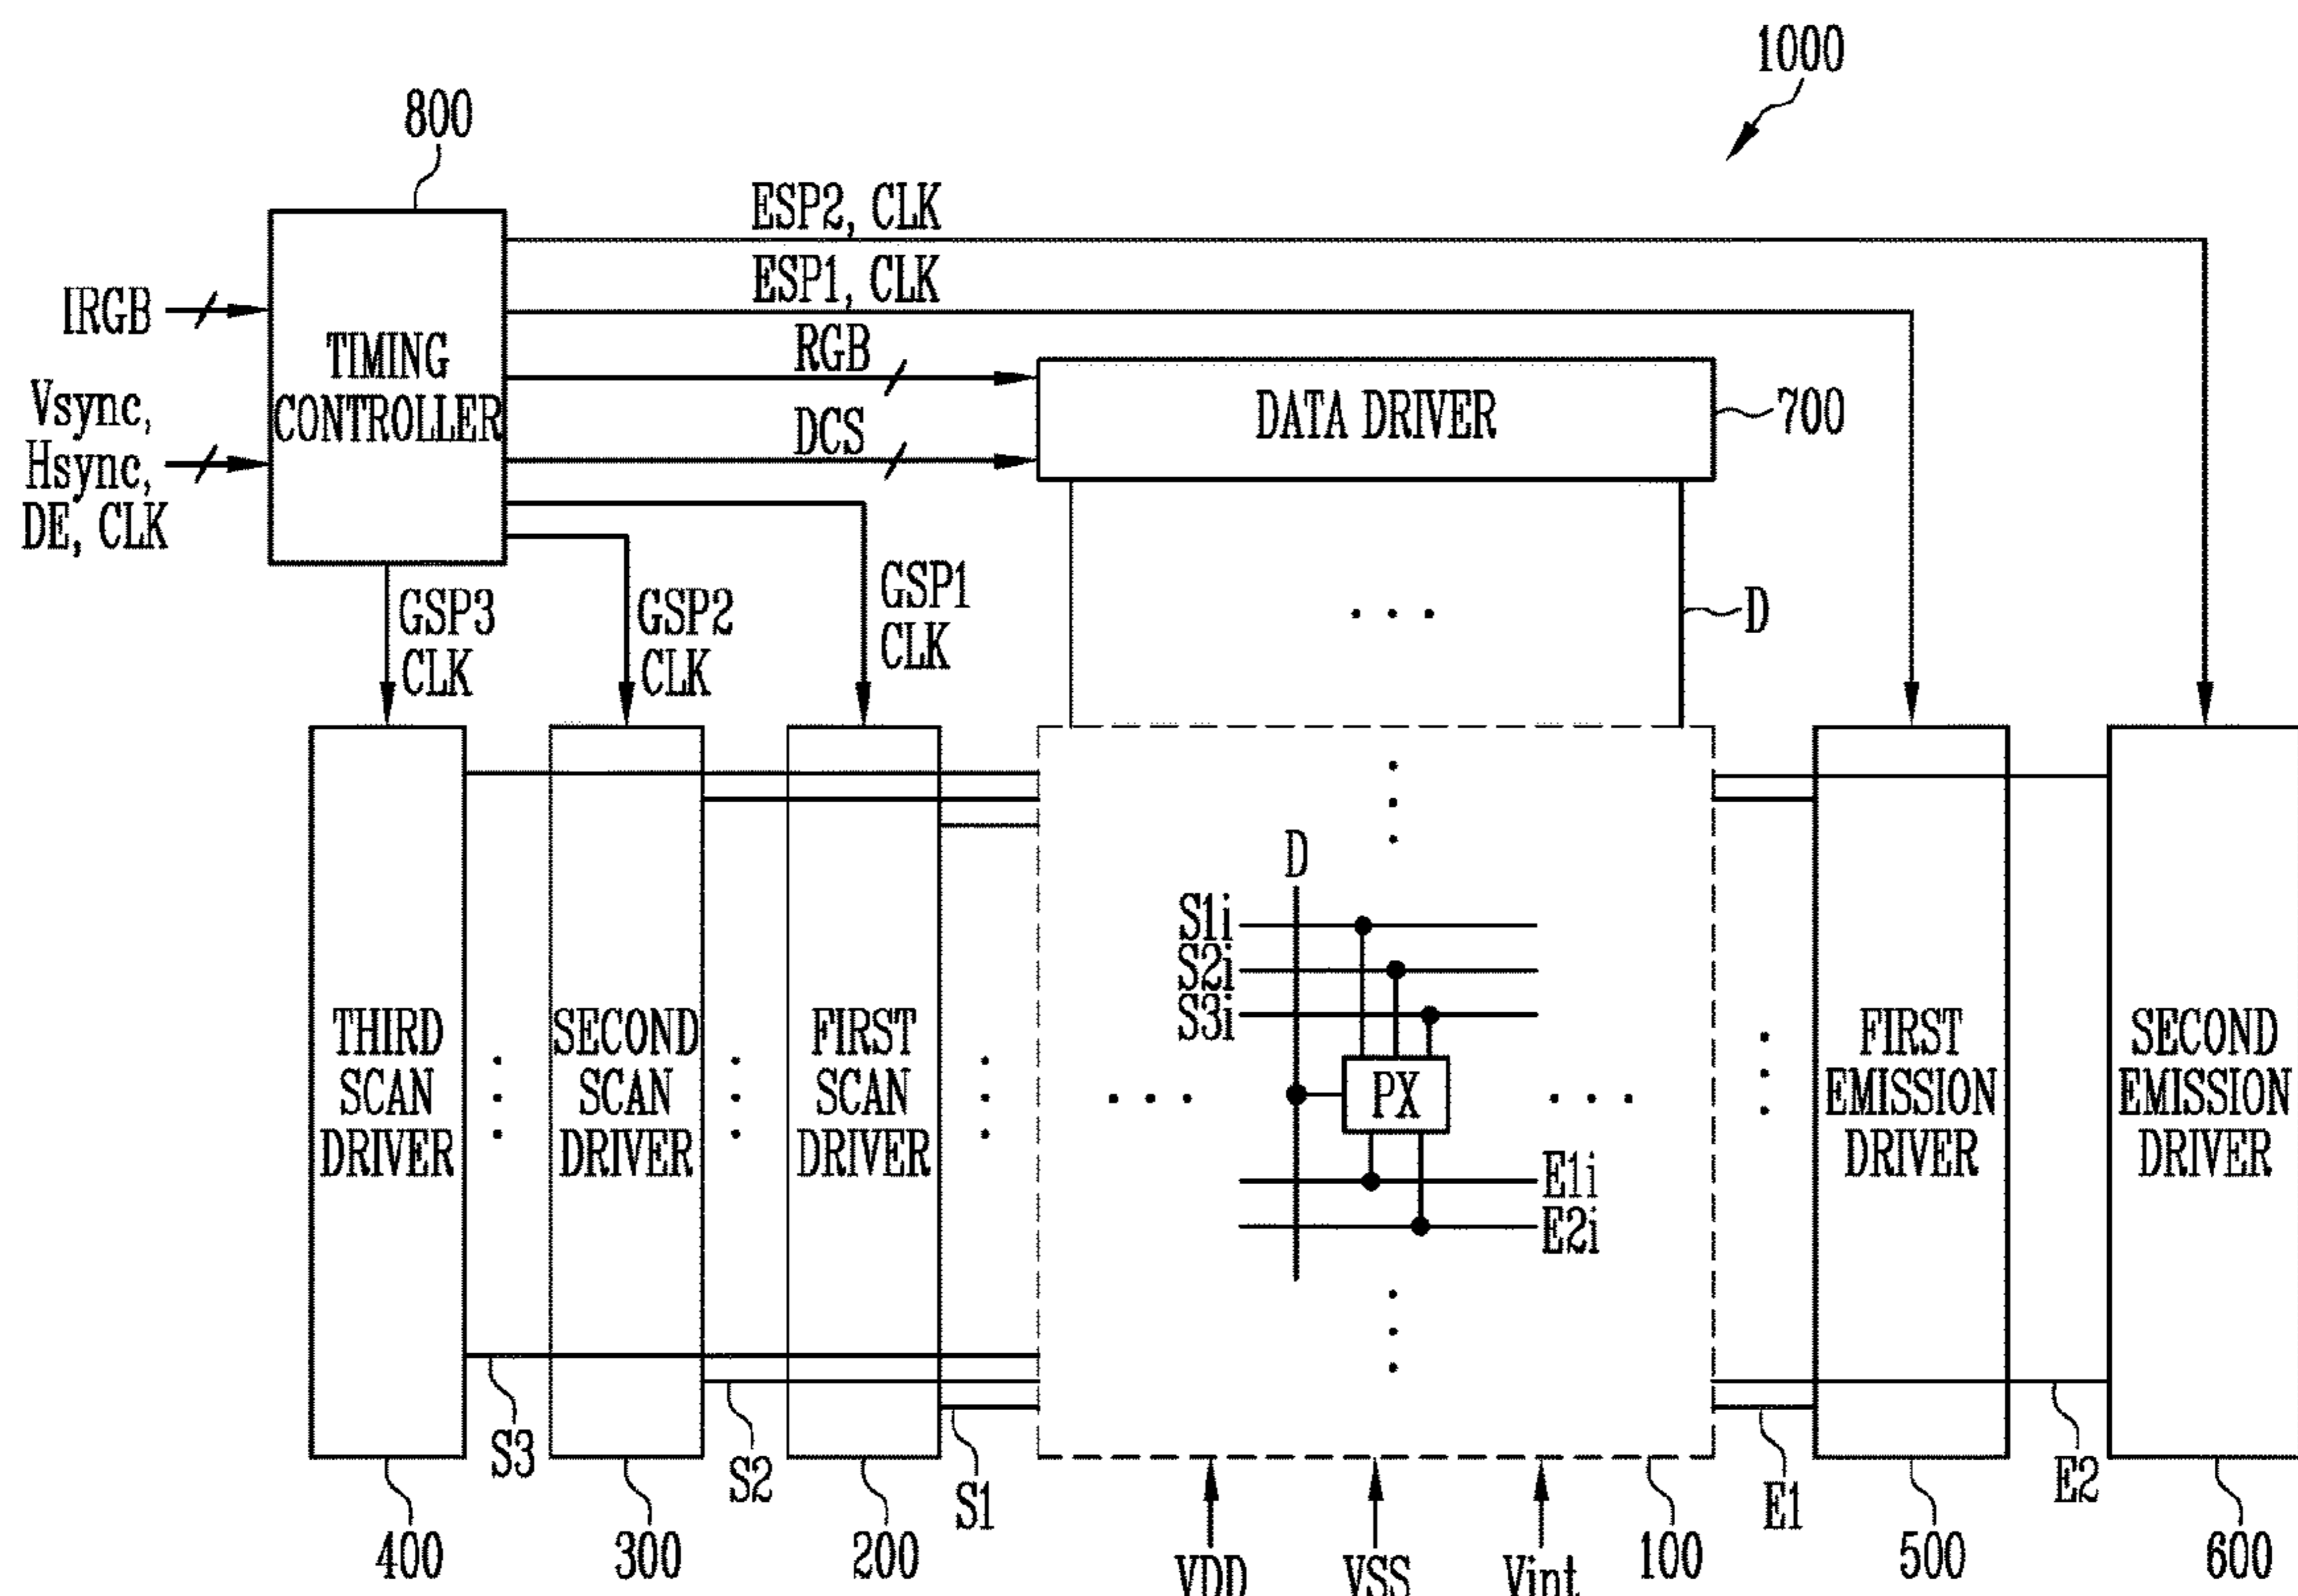 1000
800
ESP2, CLK
ESP1, CLK
IRGB
RGB
TIMING
CONTROLLER
Vsync,
Hsync,
DE, CLK
DCS
DATA DRIVER
700
GSP3
CLK
GSP2
CLK
GSP1
CLK
. . .
D
D
S1i
S2i
S3i
PX
E1i
E2i
THIRD
SCAN
DRIVER
SECOND
SCAN
DRIVER
FIRST
SCAN
DRIVER
FIRST
EMISSION
DRIVER
SECOND
EMISSION
DRIVER
S3
S2
S1
E1
E2
400
300
200
VDD
VSS
Vint
100
500
600